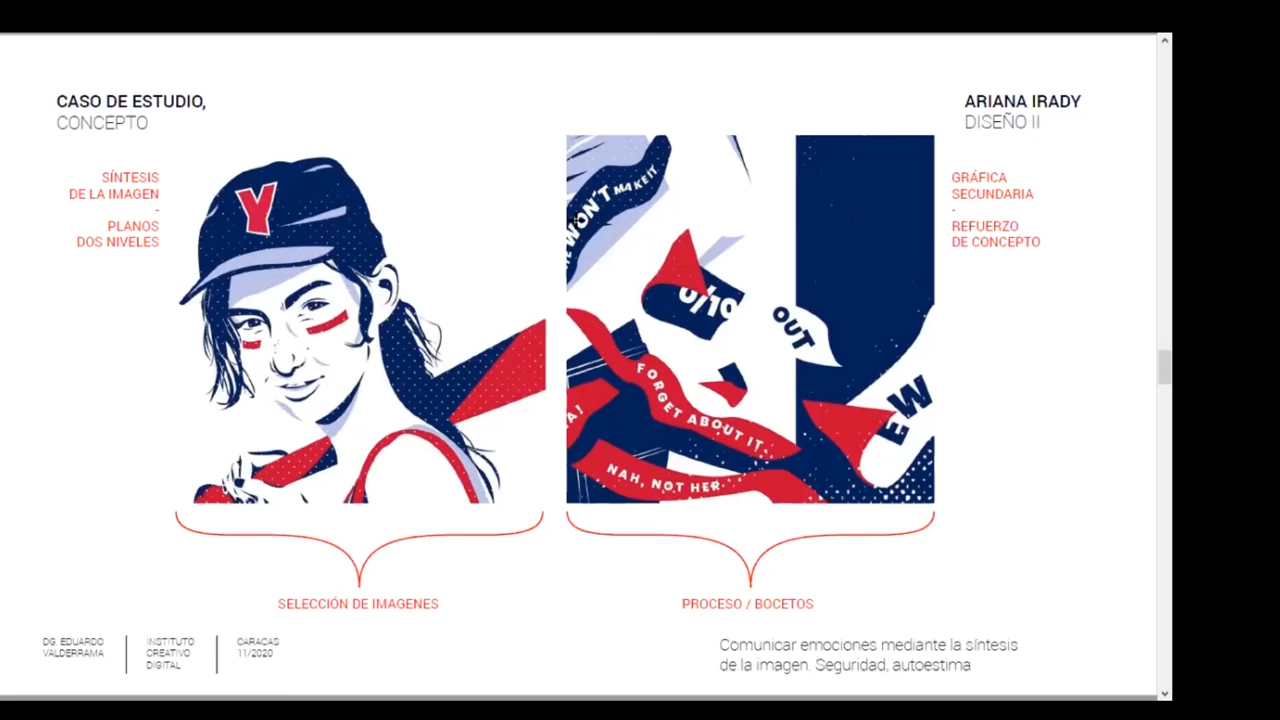 CASO DE ESTUDIO,
CONCEPTO
ARIANA IRADY
DISEÑO II
SÍNTESIS
DE LA IMAGEN
-
PLANOS
DOS NIVELES
GRÁFICA
SECUNDARIA
-
REFUERZO
DE CONCEPTO
Y
WON'T MAKE IT
0/10
OUT
EW
FORGET ABOUT IT.
A!
NAH, NOT HER
SELECCIÓN DE IMAGENES
PROCESO / BOCETOS
DG. EDUARDO
VALDERRAMA
INSTITUTO
CREATIVO
DIGITAL
CARACAS
11/2020
Comunicar emociones mediante la síntesis
de la imagen. Seguridad, autoestima